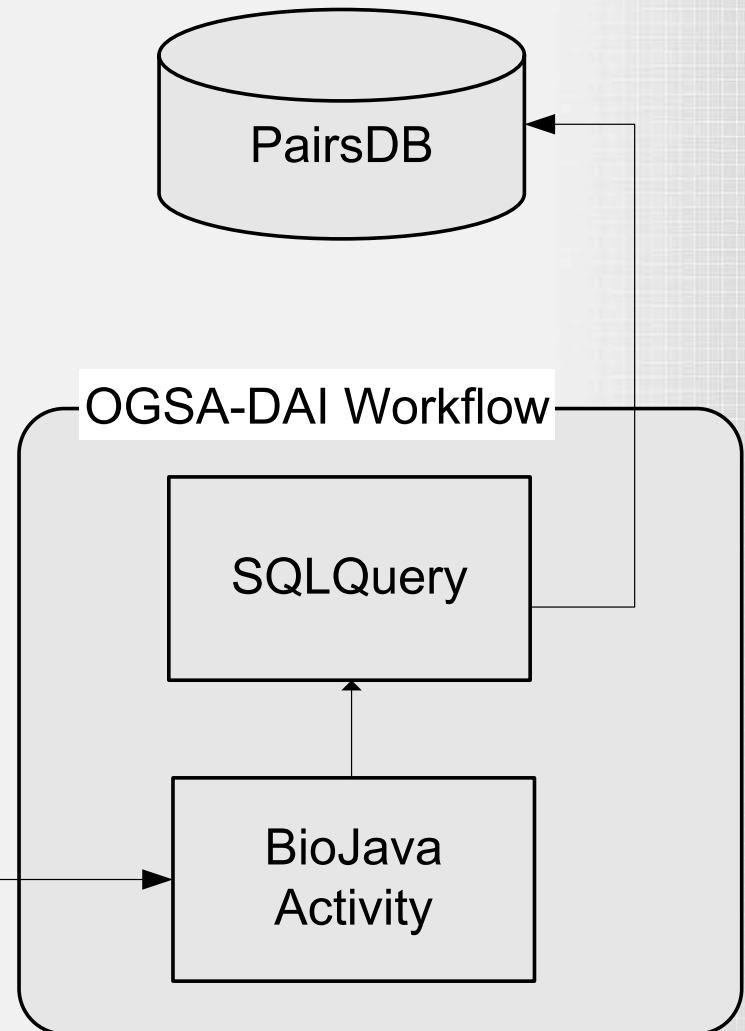 PairsDB
OGSA-DAI Workflow
SQLQuery
BioJava
Activity